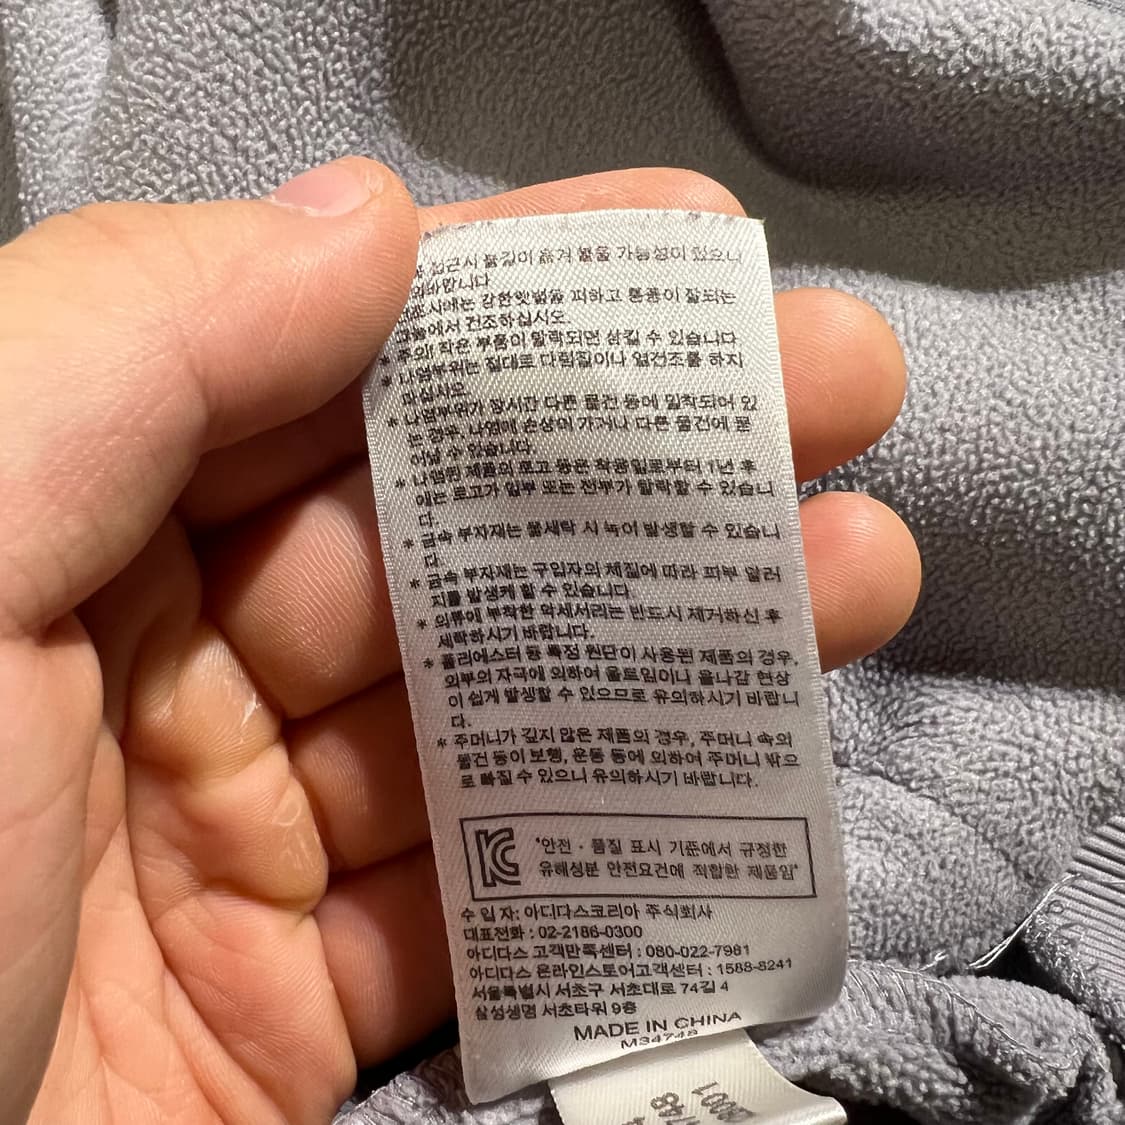 접근시 불길이 옮겨 붙을 가능성이 있으니
바랍니다
건조시에는 강한햇볕을 피하고 통풍이 잘되는
그늘에서 건조하십시오
* 주의! 작은 부품이 탈락되면 삼킬 수 있습니다
* 나염부위는 절대로 다림질이나 열건조를 하지
마십시오
* 나염부위가 장시간 다른 물건 등에 밀착되어 있
는 경우, 나염에 손상이 가거나 다른 물건에 묻
어날 수 있습니다.
* 나염된 제품의 로고 등은 착용일로부터 1년 후
에는 로고가 일부 또는 전부가 탈락할 수 있습니
다.
* 금속 부자재는 물세탁 시 녹이 발생할 수 있습니
다.
* 금속 부자재는 구입자의 체질에 따라 피부 알러
지를 발생케 할 수 있습니다.
* 의류에 부착한 악세서리는 반드시 제거하신 후
세탁하시기 바랍니다.
* 폴리에스터 등 특정 원단이 사용된 제품의 경우,
외부의 자극에 의하여 올트임이나 올나감 현상
이 쉽게 발생할 수 있으므로 유의하시기 바랍니
다.
* 주머니가 깊지 않은 제품의 경우, 주머니 속의
물건 등이 보행, 운동 등에 의하여 주머니 밖으
로 빠질 수 있으니 유의하시기 바랍니다.
"안전 · 품질 표시 기준에서 규정한
유해성분 안전요건에 적합한 제품임"
수 입 자: 아디다스코리아 주식회사
대표전화 : 02-2186-0300
아디다스 고객만족센터 : 080-022-7981
아디다스 온라인스토어고객센터 : 1588-8241
서울특별시 서초구 서초대로 74길 4
삼성생명 서초타워 9층
MADE IN CHINA
M34748